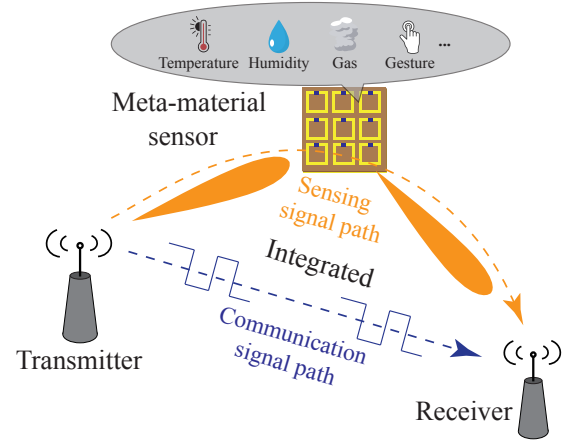 Temperature Humidity Gas Gesture ...
Meta-material
sensor
Sensing
signal path
Integrated
Communication
signal path
Transmitter
Receiver